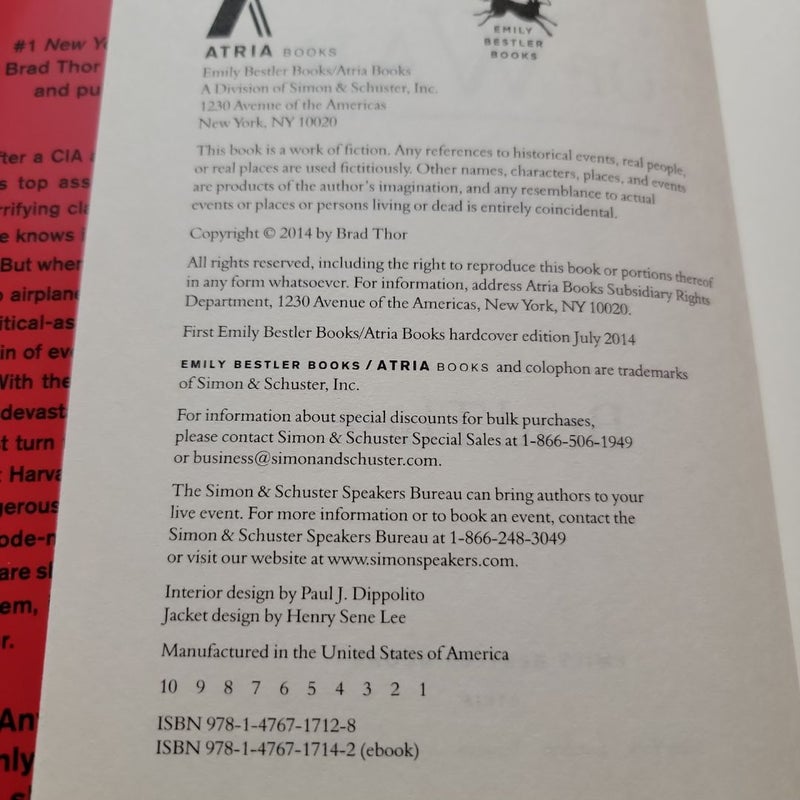 #1 New Yo
Brad Thor
and pu
fter a CIA a
s top ass
rrifying cla
e knows i
But when
airplane
itical-as
in of eve
With the
devast
t turn
Harva
gerous
ode-n
are sl
em,
r.
An
nly
ATRIA BOOKS
EMILY
BESTLER
BOOKS
Emily Bestler Books/Atria Books
A Division of Simon & Schuster, Inc.
1230 Avenue of the Americas
New York, NY 10020
This book is a work of fiction. Any references to historical events, real people,
or real places are used fictitiously. Other names, characters, places, and events
are products of the author's imagination, and any resemblance to actual
events or places or persons living or dead is entirely coincidental.
Copyright © 2014 by Brad Thor
All rights reserved, including the right to reproduce this book or portions thereof
in any form whatsoever. For information, address Atria Books Subsidiary Rights
Department, 1230 Avenue of the Americas, New York, NY 10020.
First Emily Bestler Books/Atria Books hardcover edition July 2014
EMILY BESTLER BOOKS / ATRIA BOOKS and colophon are trademarks
of Simon & Schuster, Inc.
For information about special discounts for bulk purchases,
please contact Simon & Schuster Special Sales at 1-866-506-1949
or business@simonandschuster.com.
The Simon & Schuster Speakers Bureau can bring authors to your
live event. For more information or to book an event, contact the
Simon & Schuster Speakers Bureau at 1-866-248-3049
or visit our website at www.simonspeakers.com.
Interior design by Paul J. Dippolito
Jacket design by Henry Sene Lee
Manufactured in the United States of America
10 9 8 7 6 5 4 3 2 1
ISBN 978-1-4767-1712-8
ISBN 978-1-4767-1714-2 (ebook)